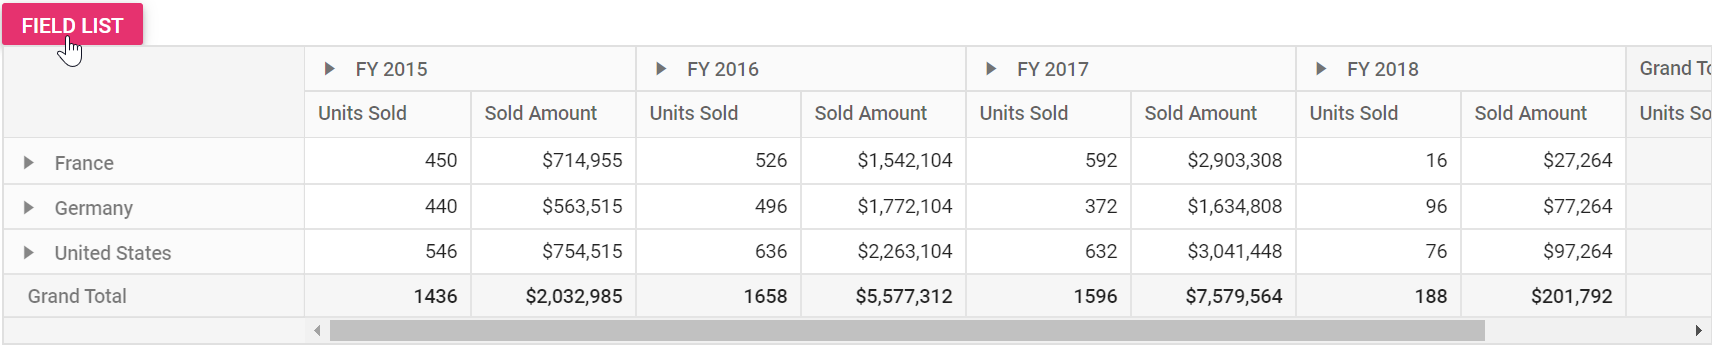 FIELD LIST
FY 2015 FY 2016 FY 2017 FY 2018 Grand
Units Sold Sold Amount Units Sold Sold Amount Units Sold Sold Amount Units Sold Sold Amount Units
France 450 $714,955 526 $1,542,104 592 $2,903,308 16 $27,264
Germany 440 $563,515 496 $1,772,104 372 $1,634,808 96 $77,264
United States 546 $754,515 636 $2,263,104 632 $3,041,448 76 $97,264
Grand Total 1436 $2,032,985 1658 $5,577,312 1596 $7,579,564 188 $201,792